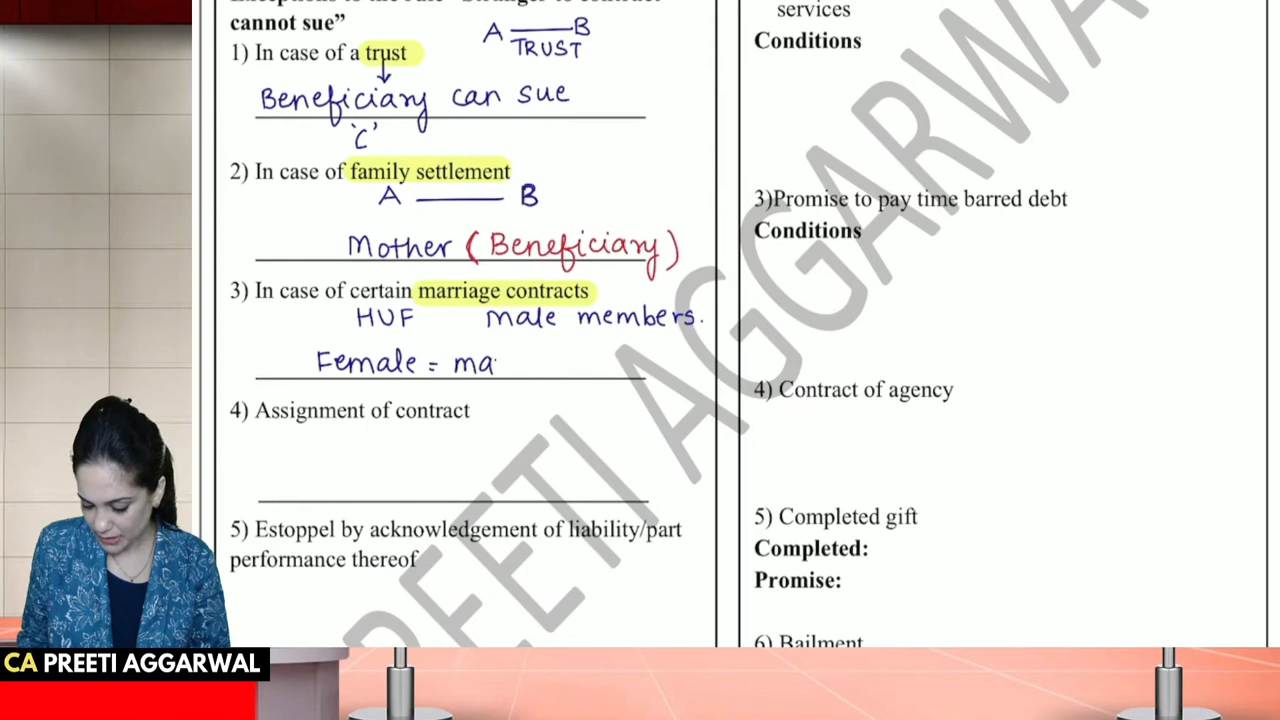 cannot sue”
A —— B
TRUST
1) In case of a trust
Beneficiary can sue
'C'
2) In case of family settlement
A —— B
Mother (Beneficiary)
3) In case of certain marriage contracts
HUF male members.
Female = ma
4) Assignment of contract
5) Estoppel by acknowledgement of liability/part
performance thereof
services
Conditions
3)Promise to pay time barred debt
Conditions
4) Contract of agency
5) Completed gift
Completed:
Promise:
6) Bailment
REETI AGGARWA
CA PREETI AGGARWAL